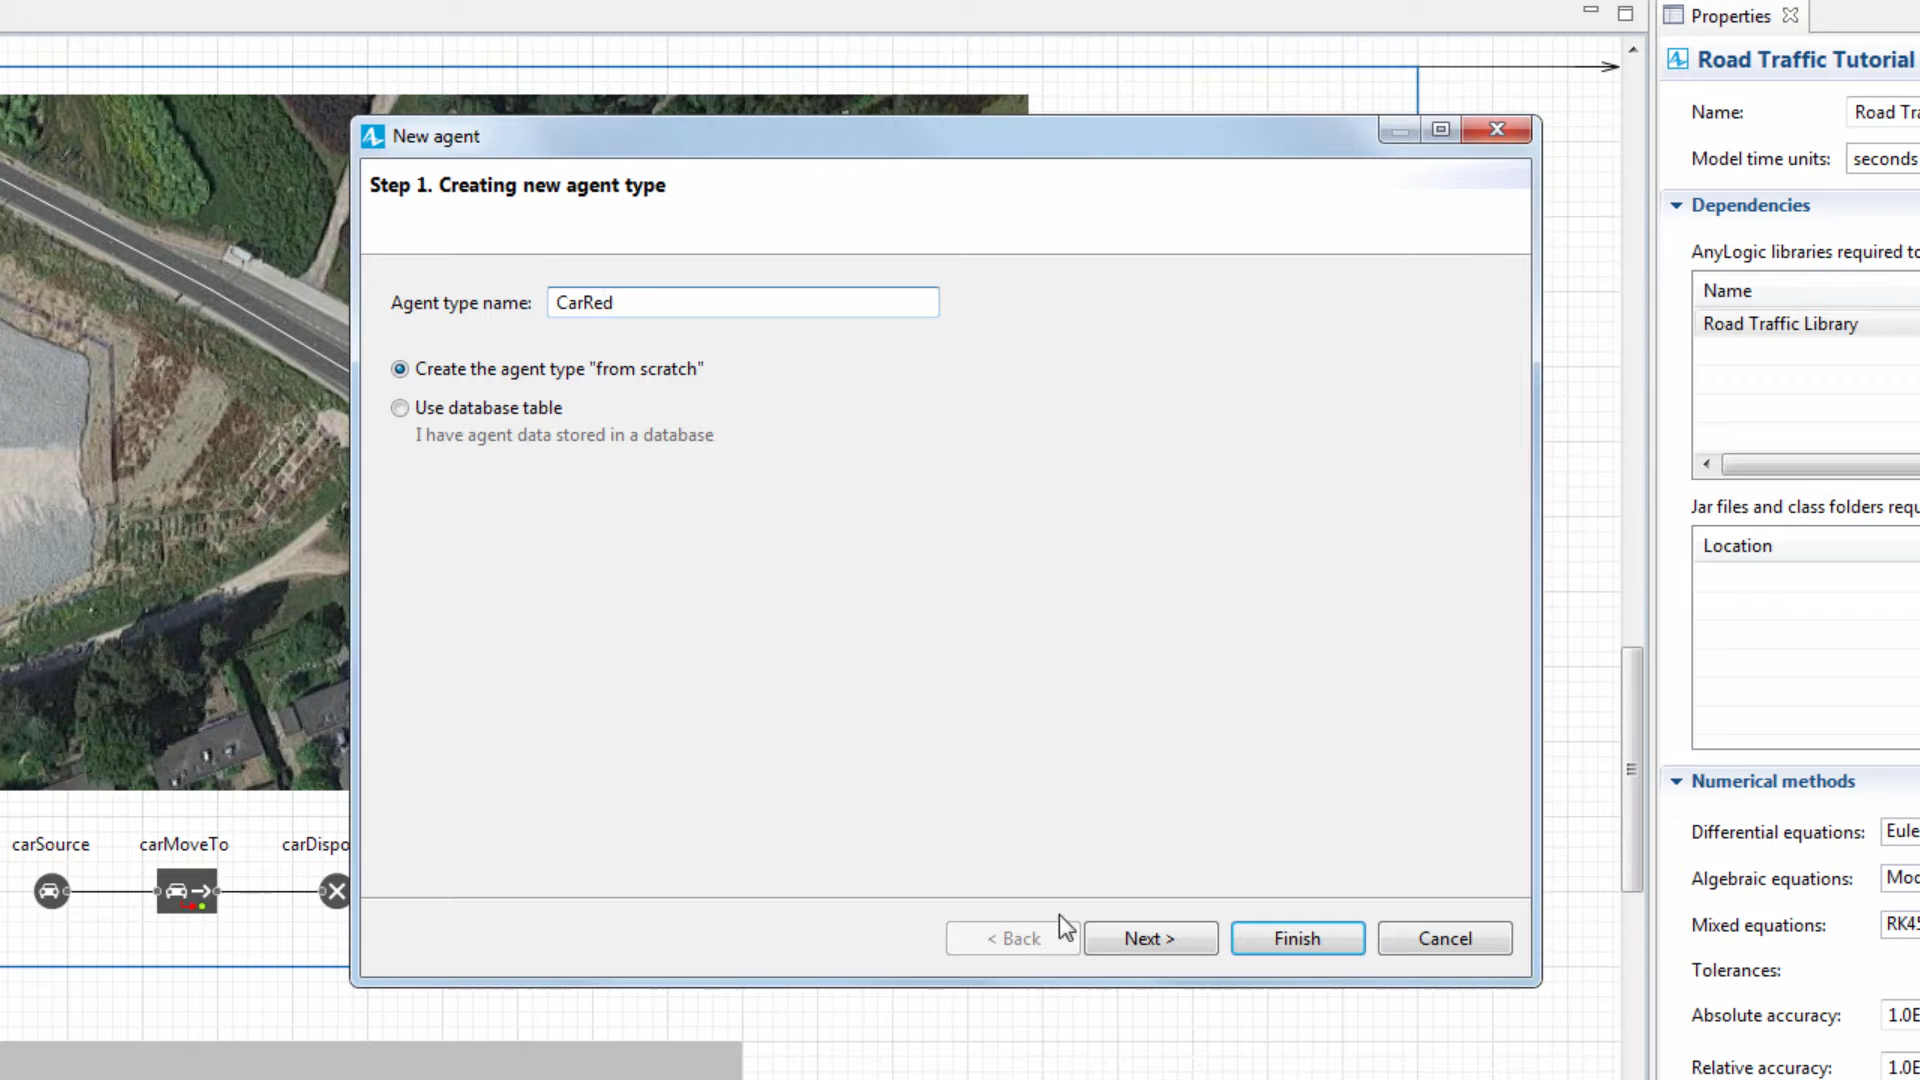 New agent
Step 1. Creating new agent type
Agent type name: CarRed
Create the agent type "from scratch"
Use database table
I have agent data stored in a database
< Back Next > Finish Cancel
carSource carMoveTo carDispo
Properties
Road Traffic Tutorial
Name: Road Tra
Model time units: seconds
Dependencies
AnyLogic libraries required to
Name
Road Traffic Library
Jar files and class folders requ
Location
Numerical methods
Differential equations: Eule
Algebraic equations: Mod
Mixed equations: RK45
Tolerances:
Absolute accuracy: 1.0E
Relative accuracy: 1.0E